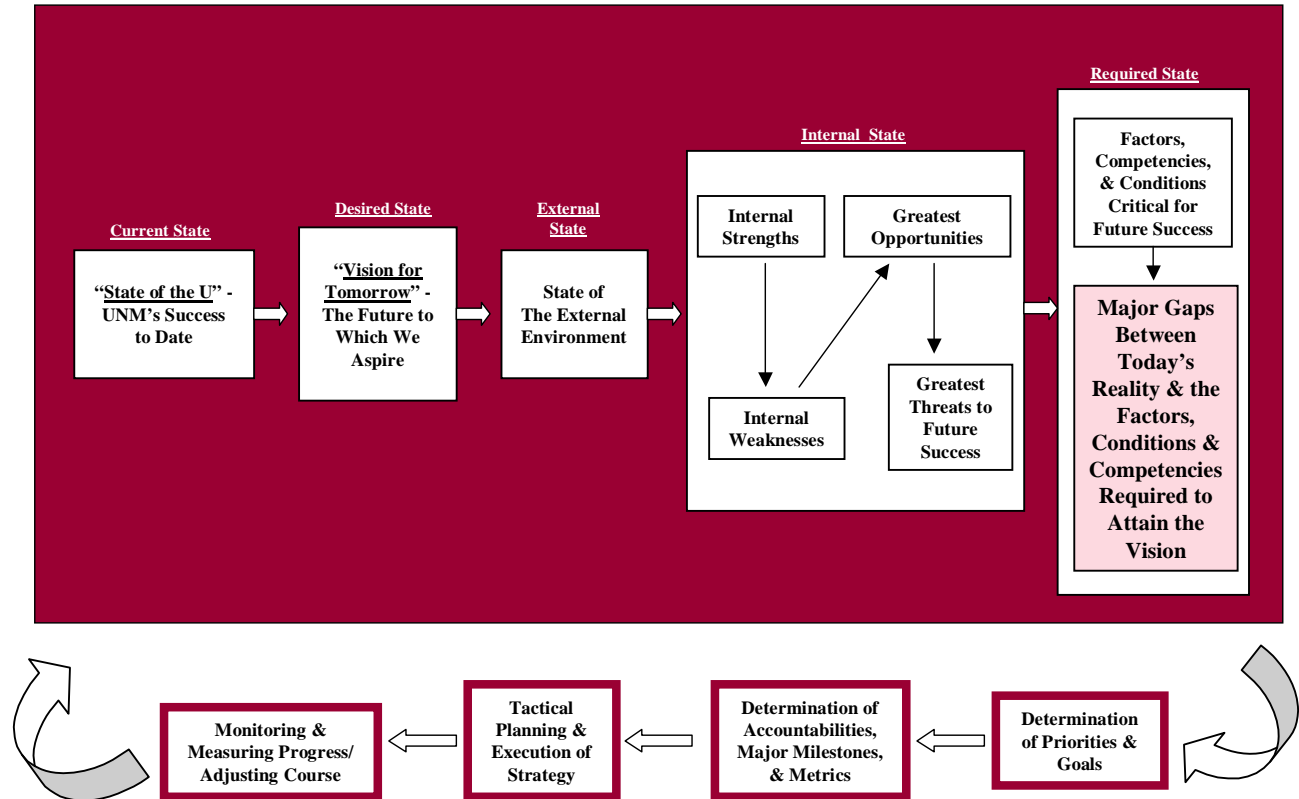 Current State
“State of the U” -
UNM’s Success
to Date
Desired State
“Vision for
Tomorrow” -
The Future to
Which We
Aspire
External
State
State of
The External
Environment
Internal State
Internal
Strengths
Internal
Weaknesses
Greatest
Opportunities
Greatest
Threats to
Future
Success
Required State
Factors,
Competencies,
& Conditions
Critical for
Future Success
Major Gaps
Between
Today’s
Reality & the
Factors,
Conditions &
Competencies
Required to
Attain the
Vision
Determination
of Priorities &
Goals
Determination of
Accountabilities,
Major Milestones,
& Metrics
Tactical
Planning &
Execution of
Strategy
Monitoring &
Measuring Progress/
Adjusting Course